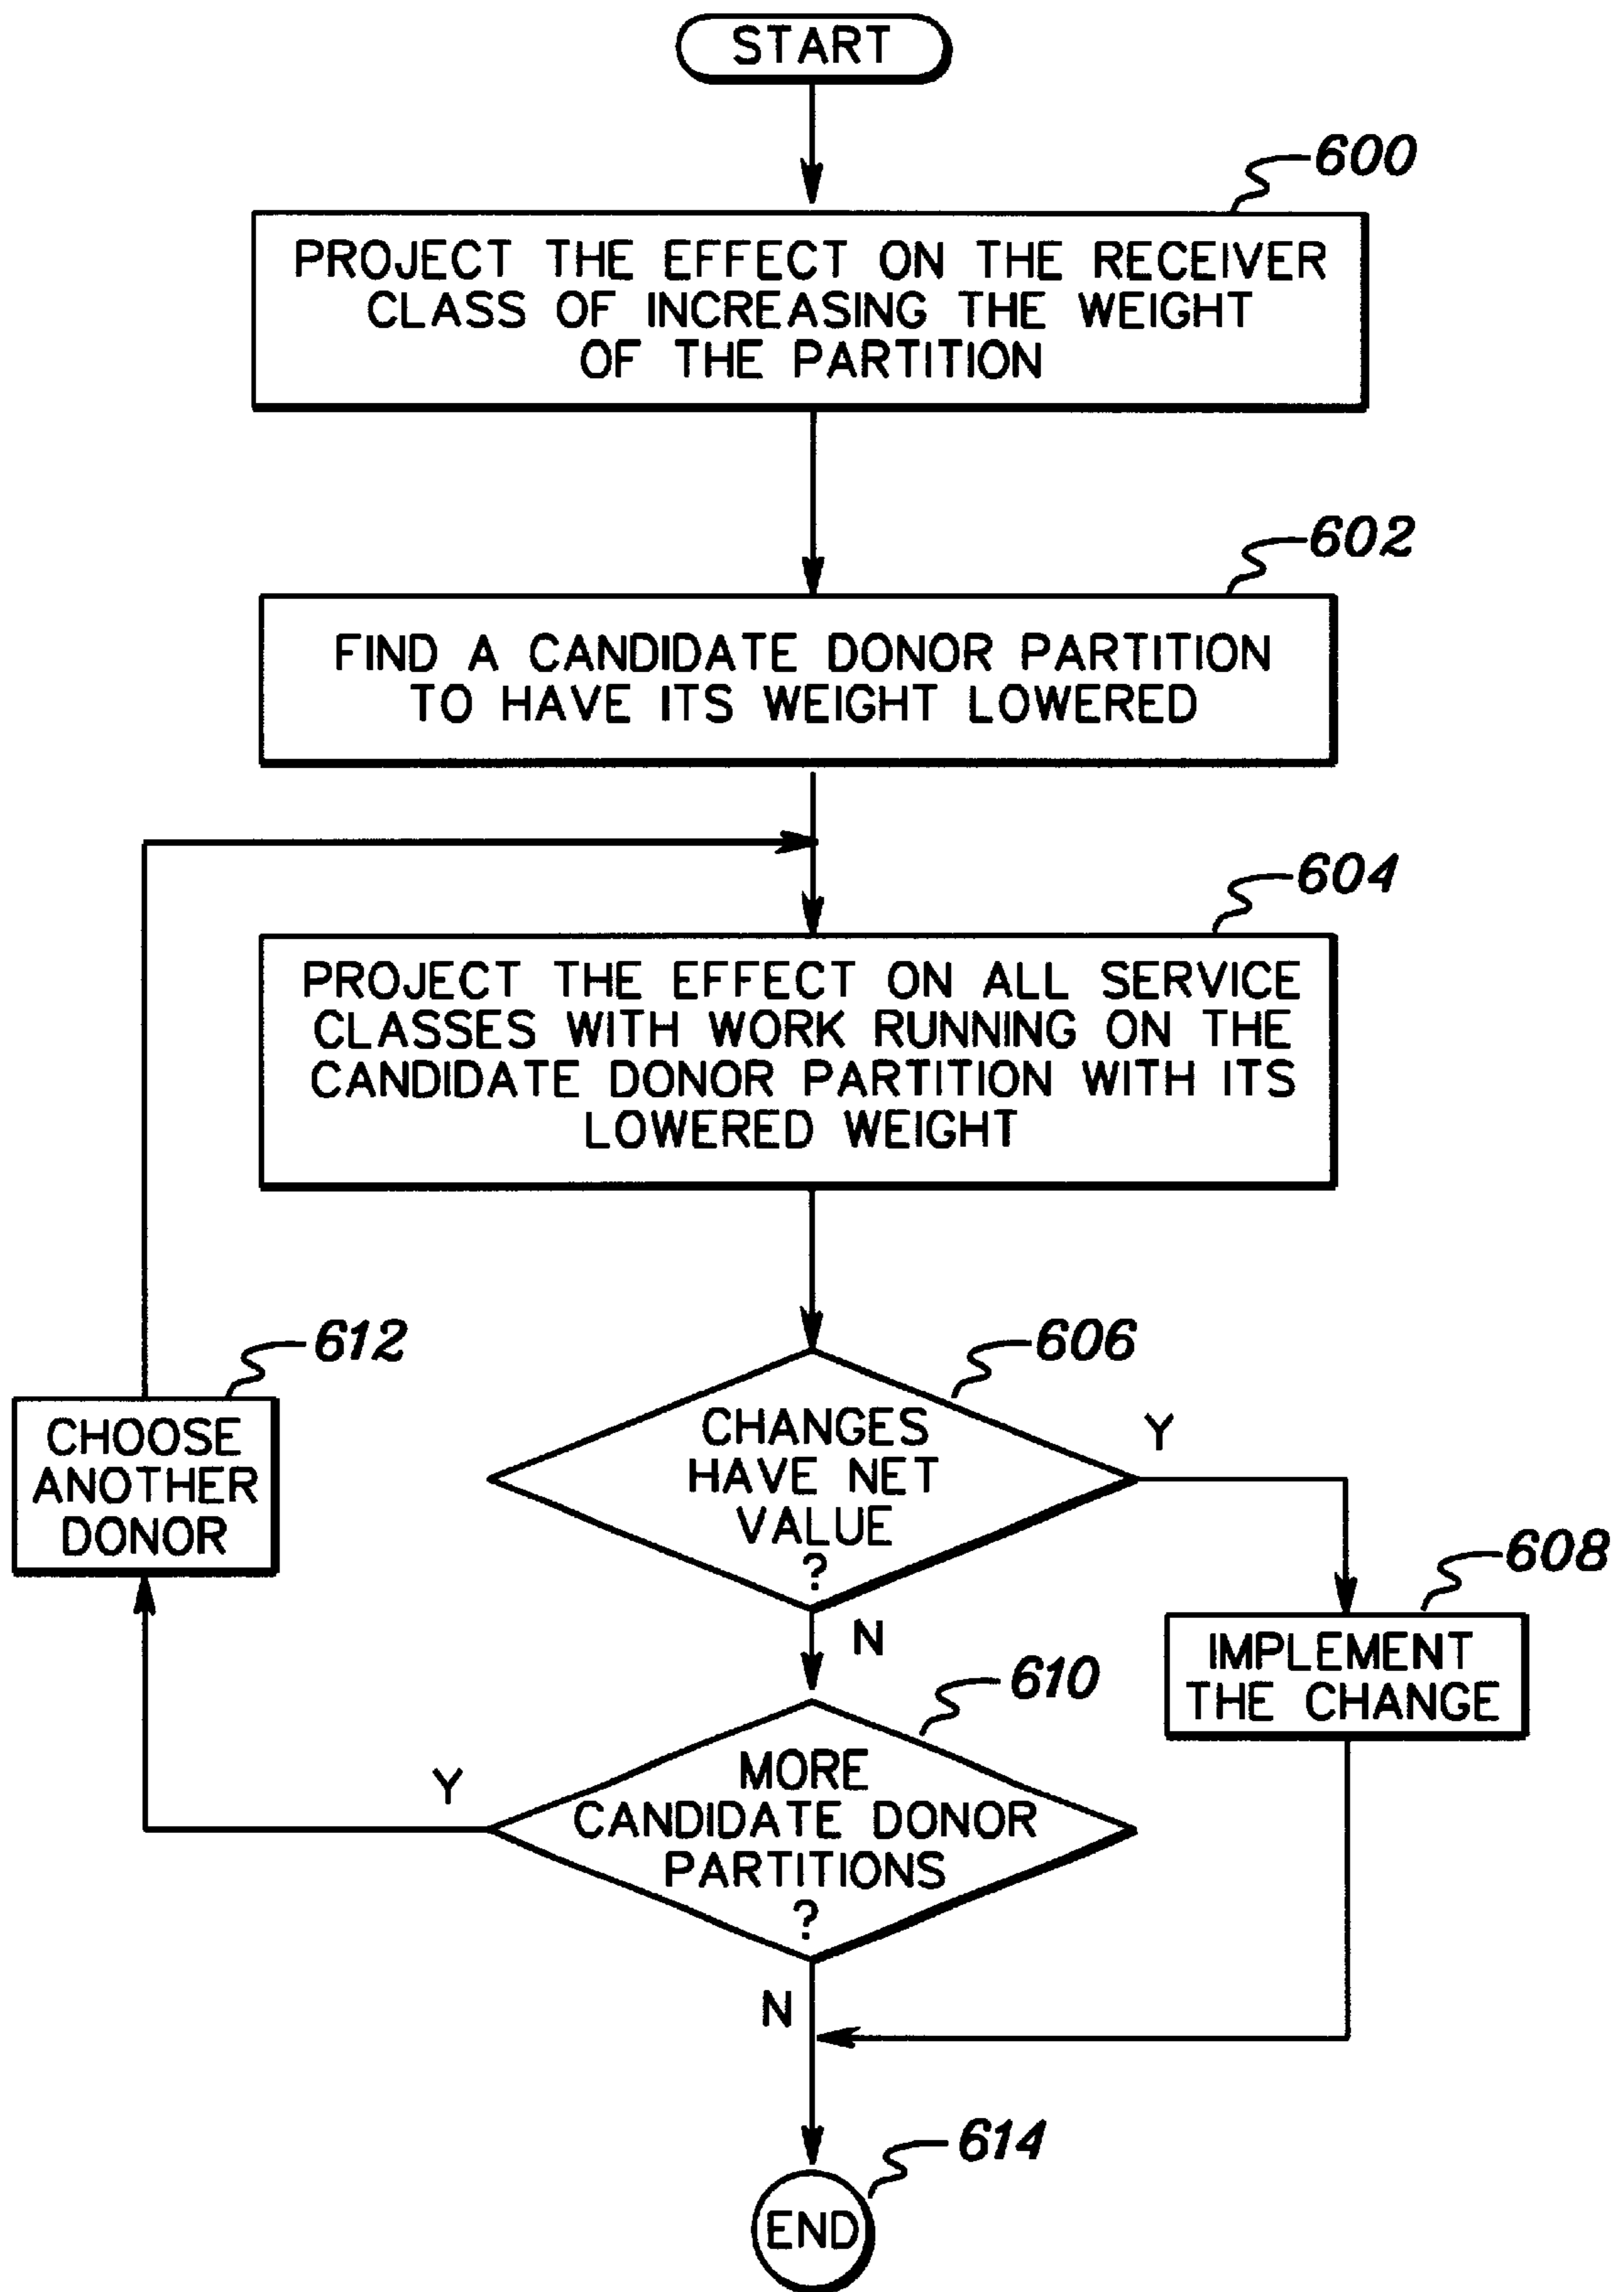 START
600
PROJECT THE EFFECT ON THE RECEIVER
CLASS OF INCREASING THE WEIGHT
OF THE PARTITION
602
FIND A CANDIDATE DONOR PARTITION
TO HAVE ITS WEIGHT LOWERED
604
PROJECT THE EFFECT ON ALL SERVICE
CLASSES WITH WORK RUNNING ON THE
CANDIDATE DONOR PARTITION WITH ITS
LOWERED WEIGHT
606
CHANGES
HAVE NET
VALUE
?
Y
N
612
CHOOSE
ANOTHER
DONOR
608
IMPLEMENT
THE CHANGE
610
MORE
CANDIDATE DONOR
PARTITIONS
?
Y
N
614
END